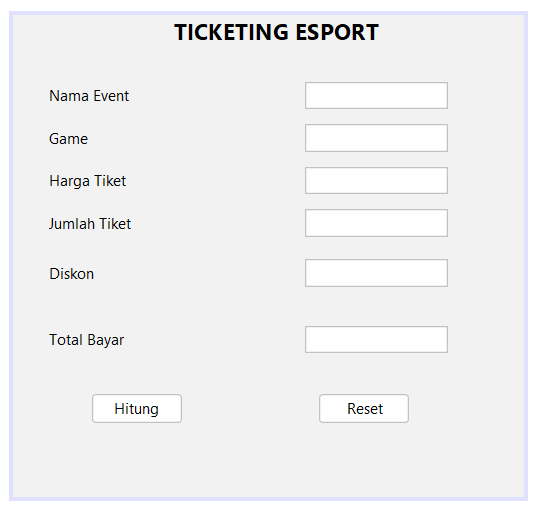 TICKETING ESPORT
Nama Event
Game
Harga Tiket
Jumlah Tiket
Diskon
Total Bayar
Hitung Reset